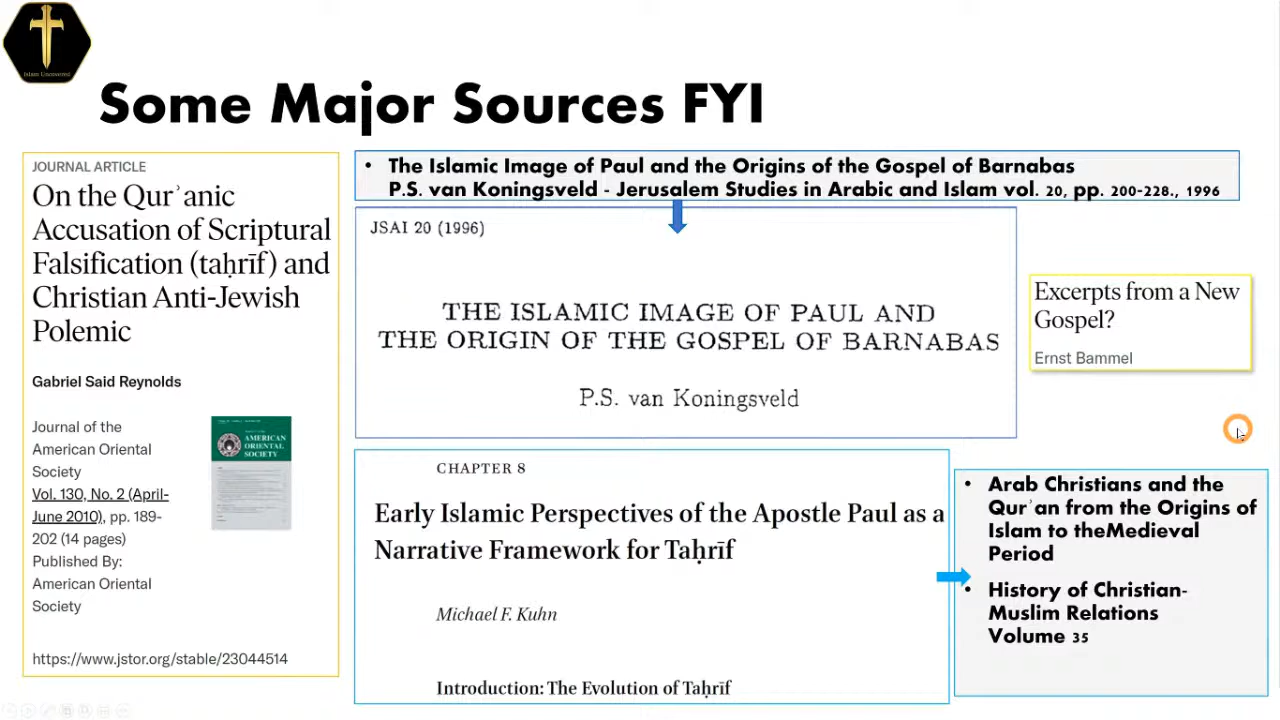 Islam Uncovered
Some Major Sources FYI
JOURNAL ARTICLE
On the Qurʾanic
Accusation of Scriptural
Falsification (taḥrīf) and
Christian Anti-Jewish
Polemic
Gabriel Said Reynolds
Journal of the
American Oriental
Society
Vol. 130, No. 2 (April-
June 2010), pp. 189-
202 (14 pages)
Published By:
American Oriental
Society
https://www.jstor.org/stable/23044514
AMERICAN
ORIENTAL
SOCIETY
• The Islamic Image of Paul and the Origins of the Gospel of Barnabas
P.S. van Koningsveld - Jerusalem Studies in Arabic and Islam vol. 20, pp. 200-228., 1996
JSAI 20 (1996)
THE ISLAMIC IMAGE OF PAUL AND
THE ORIGIN OF THE GOSPEL OF BARNABAS
P.S. van Koningsveld
Excerpts from a New
Gospel?
Ernst Bammel
CHAPTER 8
Early Islamic Perspectives of the Apostle Paul as a
Narrative Framework for Taḥrīf
Michael F. Kuhn
Introduction: The Evolution of Taḥrīf
• Arab Christians and the
Qurʾan from the Origins of
Islam to theMedieval
Period
• History of Christian-
Muslim Relations
Volume 35